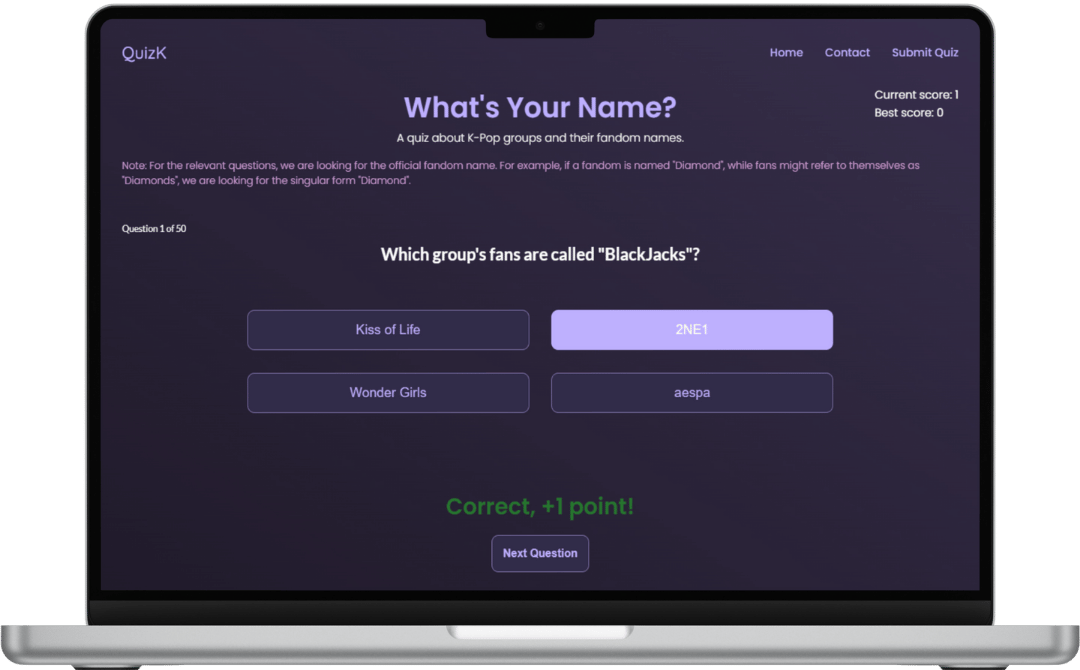 QuizK
Home Contact Submit Quiz
Current score: 1
Best score: 0
What's Your Name?
A quiz about K-Pop groups and their fandom names.
Note: For the relevant questions, we are looking for the official fandom name. For example, if a fandom is named "Diamond", while fans might refer to themselves as
"Diamonds", we are looking for the singular form "Diamond".
Question 1 of 50
Which group's fans are called "BlackJacks"?
Kiss of Life
2NE1
Wonder Girls
aespa
Correct, +1 point!
Next Question